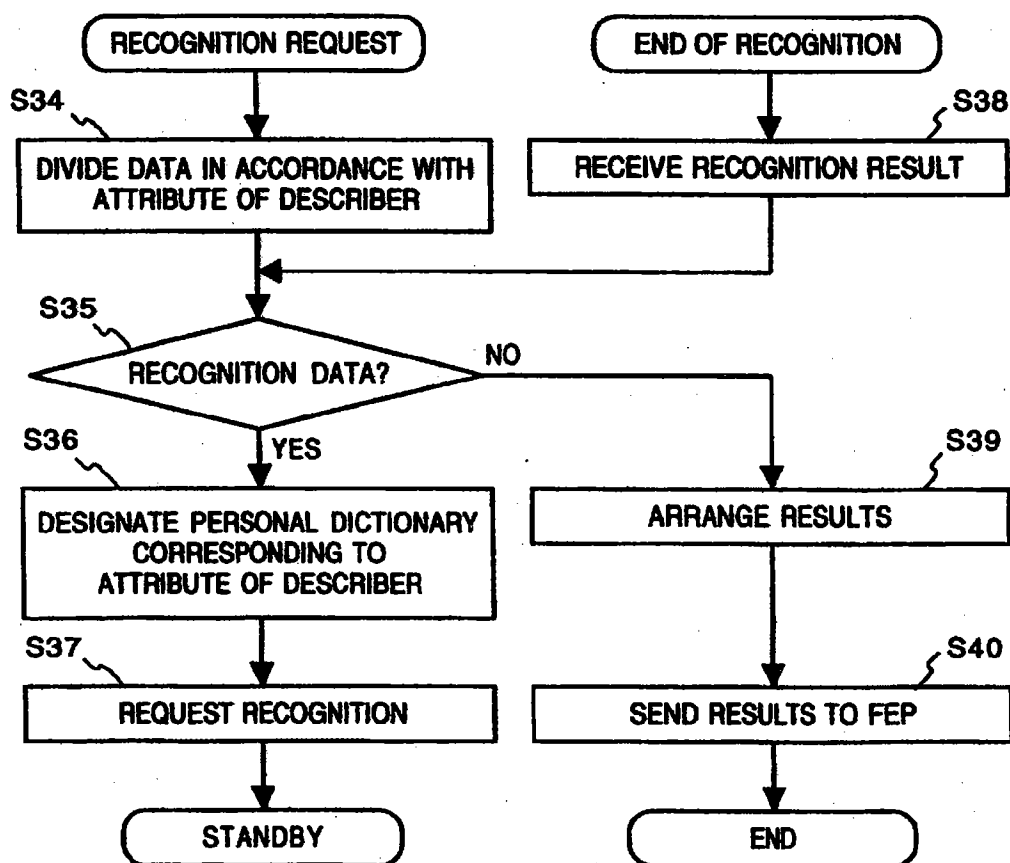 RECOGNITION REQUEST
END OF RECOGNITION
S34
DIVIDE DATA IN ACCORDANCE WITH
ATTRIBUTE OF DESCRIBER
S38
RECEIVE RECOGNITION RESULT
S35
RECOGNITION DATA?
NO
YES
S36
DESIGNATE PERSONAL DICTIONARY
CORRESPONDING TO
ATTRIBUTE OF DESCRIBER
S39
ARRANGE RESULTS
S37
REQUEST RECOGNITION
S40
SEND RESULTS TO FEP
STANDBY
END